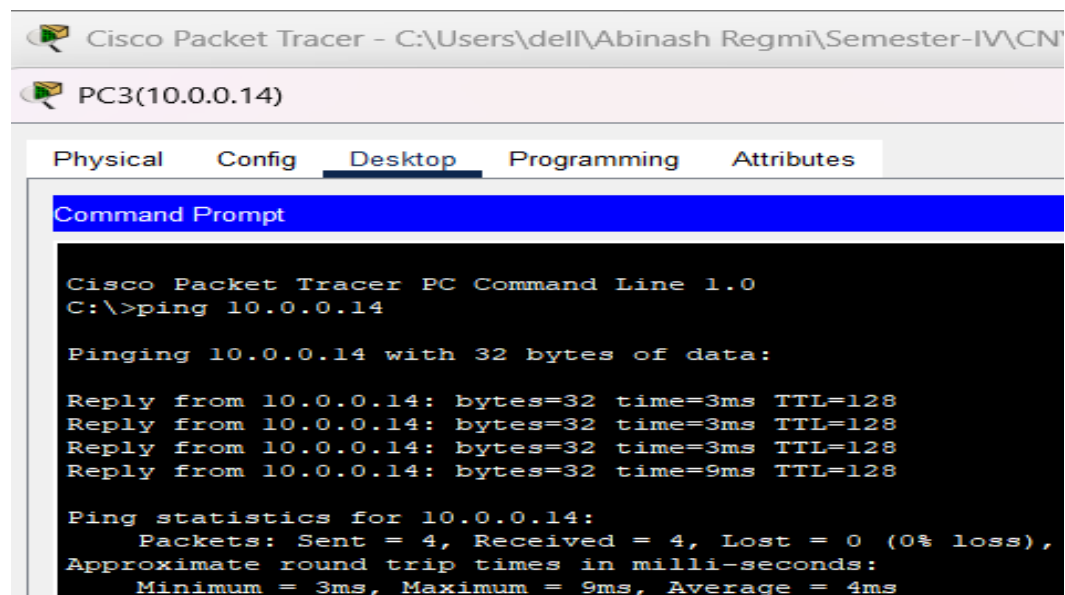 Cisco Packet Tracer - C:\Users\dell\Abinash Regmi\Semester-IV\CN\
PC3(10.0.0.14)
Physical Config Desktop Programming Attributes
Command Prompt
Cisco Packet Tracer PC Command Line 1.0
C:\>ping 10.0.0.14
Pinging 10.0.0.14 with 32 bytes of data:
Reply from 10.0.0.14: bytes=32 time=3ms TTL=128
Reply from 10.0.0.14: bytes=32 time=3ms TTL=128
Reply from 10.0.0.14: bytes=32 time=3ms TTL=128
Reply from 10.0.0.14: bytes=32 time=9ms TTL=128
Ping statistics for 10.0.0.14:
Packets: Sent = 4, Received = 4, Lost = 0 (0% loss),
Approximate round trip times in milli-seconds:
Minimum = 3ms, Maximum = 9ms, Average = 4ms